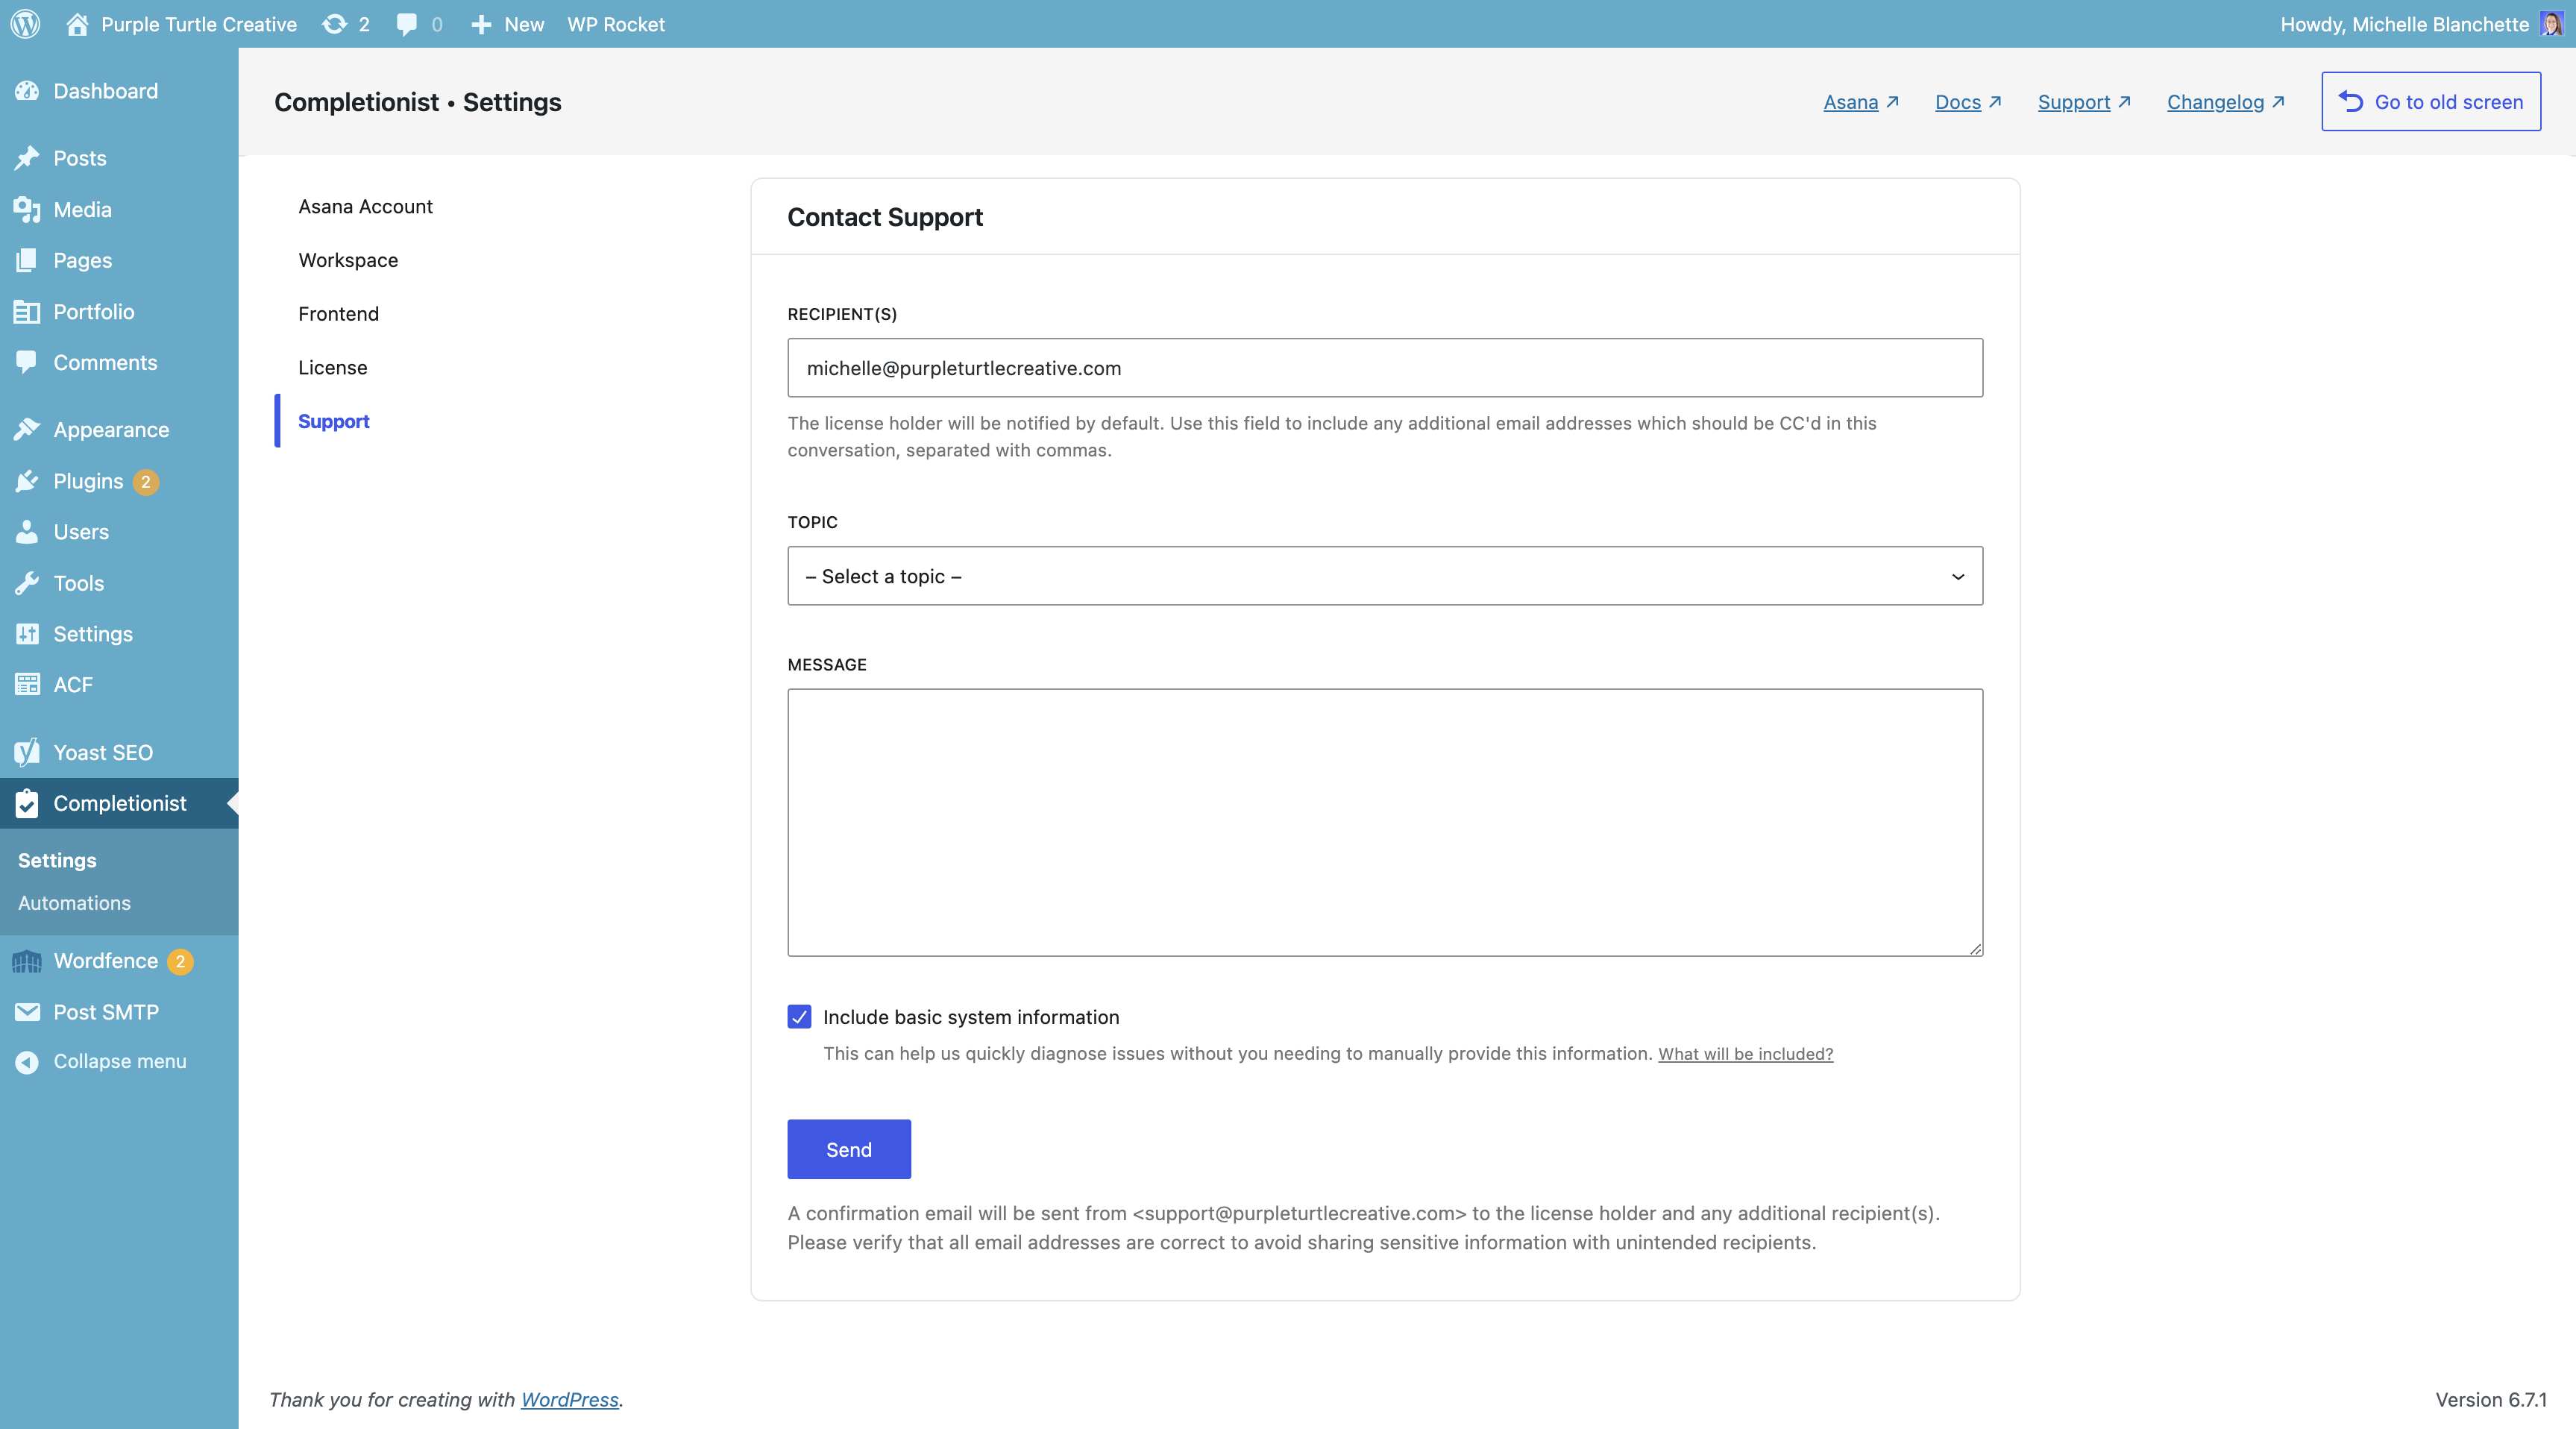 Purple Turtle Creative 2 0 New WP Rocket Howdy, Michelle Blanchette
Dashboard
Posts
Media
Pages
Portfolio
Comments
Appearance
Plugins 2
Users
Tools
Settings
ACF
Yoast SEO
Completionist
Settings
Automations
Wordfence 2
Post SMTP
Collapse menu
Completionist • Settings
Asana Docs Support Changelog Go to old screen
Asana Account
Workspace
Frontend
License
Support
Contact Support
RECIPIENT(S)
michelle@purpleturtlecreative.com
The license holder will be notified by default. Use this field to include any additional email addresses which should be CC'd in this
conversation, separated with commas.
TOPIC
– Select a topic –
MESSAGE
Include basic system information
This can help us quickly diagnose issues without you needing to manually provide this information. What will be included?
Send
A confirmation email will be sent from <support@purpleturtlecreative.com> to the license holder and any additional recipient(s).
Please verify that all email addresses are correct to avoid sharing sensitive information with unintended recipients.
Thank you for creating with WordPress.
Version 6.7.1